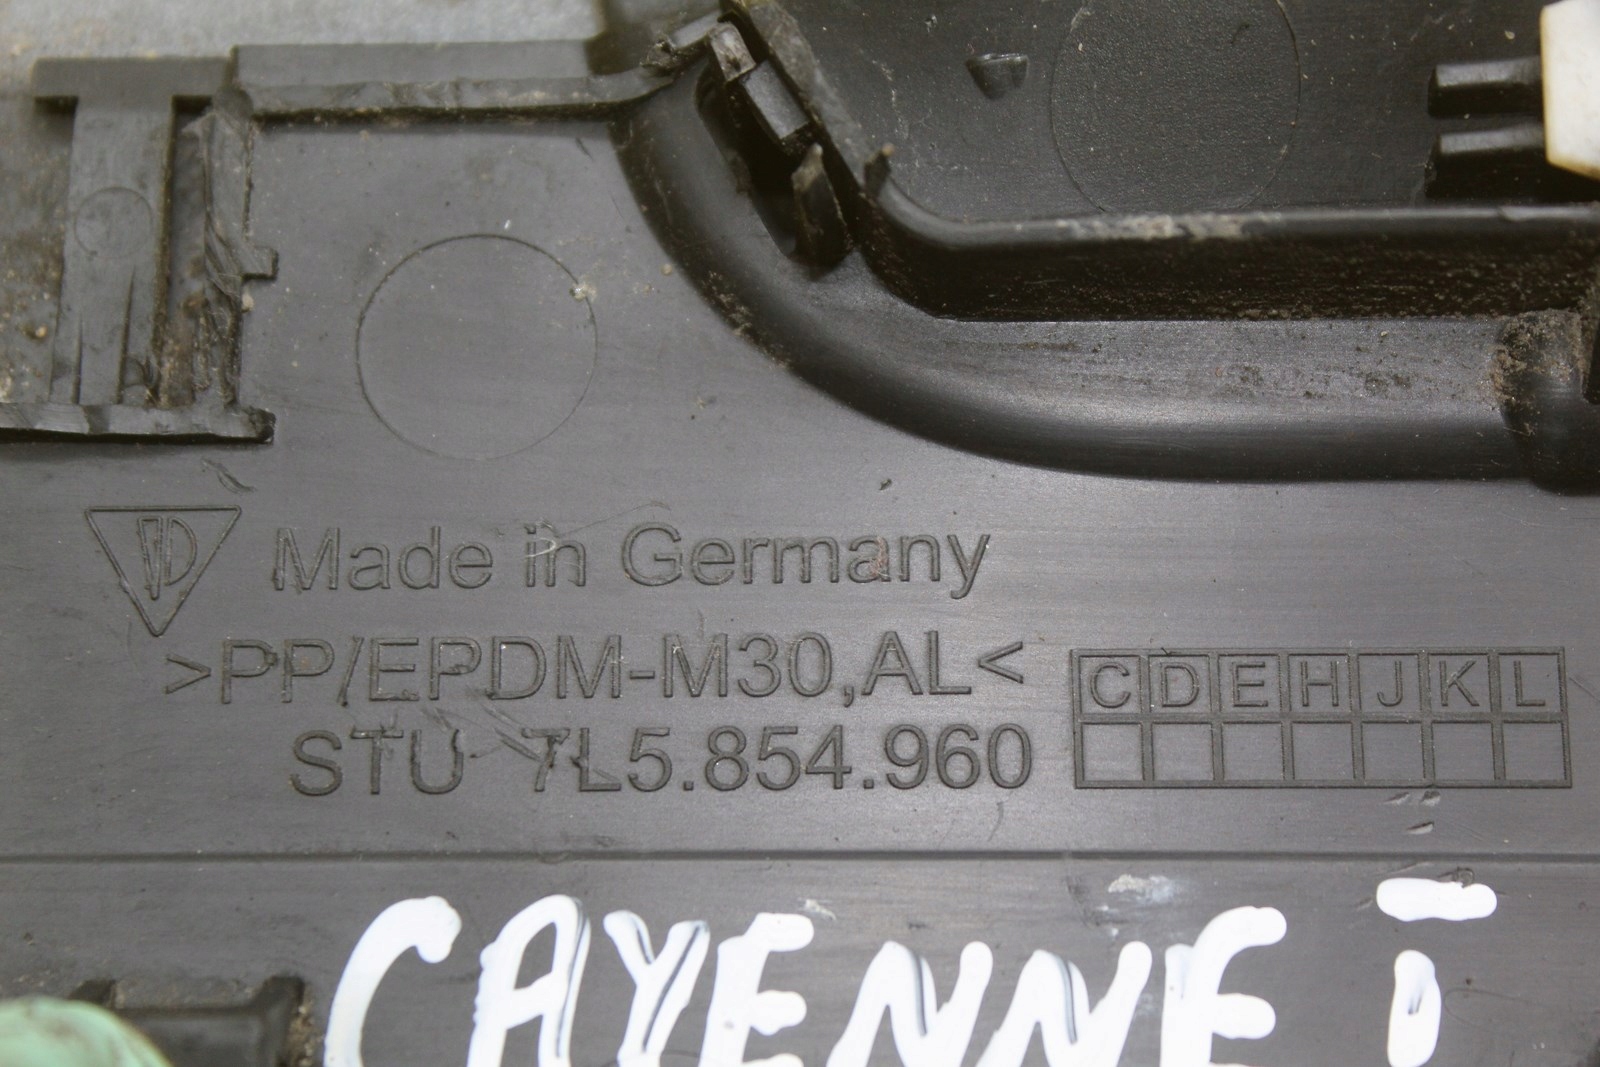 Made in Germany
>PP/EPDM-M30,AL<
STU 7L5.854.960
C D E H J K L
CAYENNE I